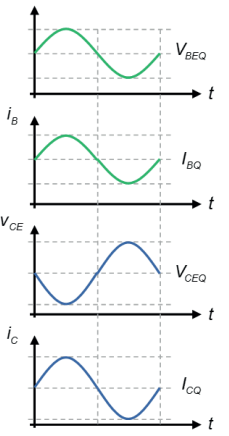 V_BEQ
t
i_B
I_BQ
t
v_CE
V_CEQ
t
i_C
I_CQ
t